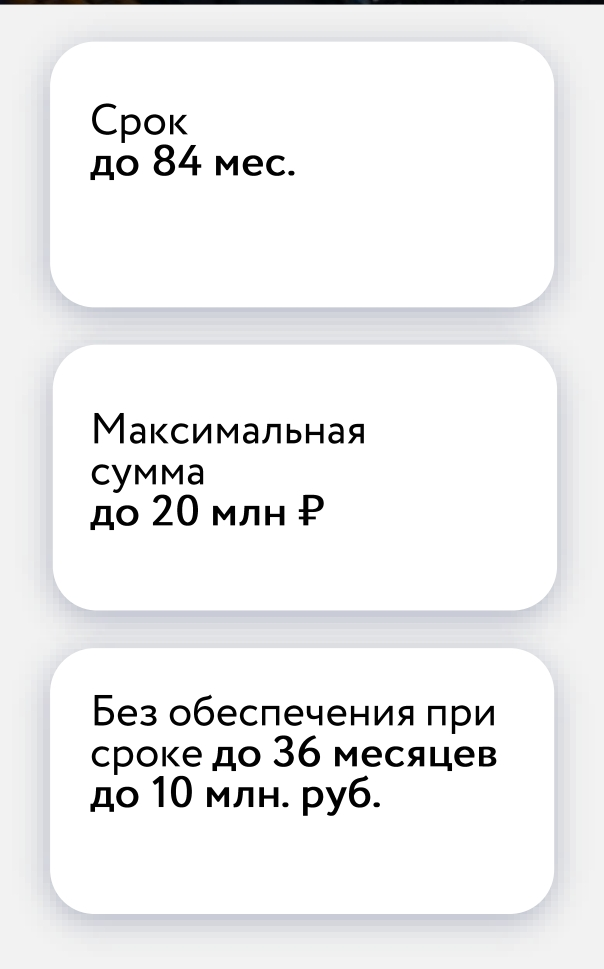 Срок
до 84 мес.
Максимальная
сумма
до 20 млн ₽
Без обеспечения при
сроке до 36 месяцев
до 10 млн. руб.